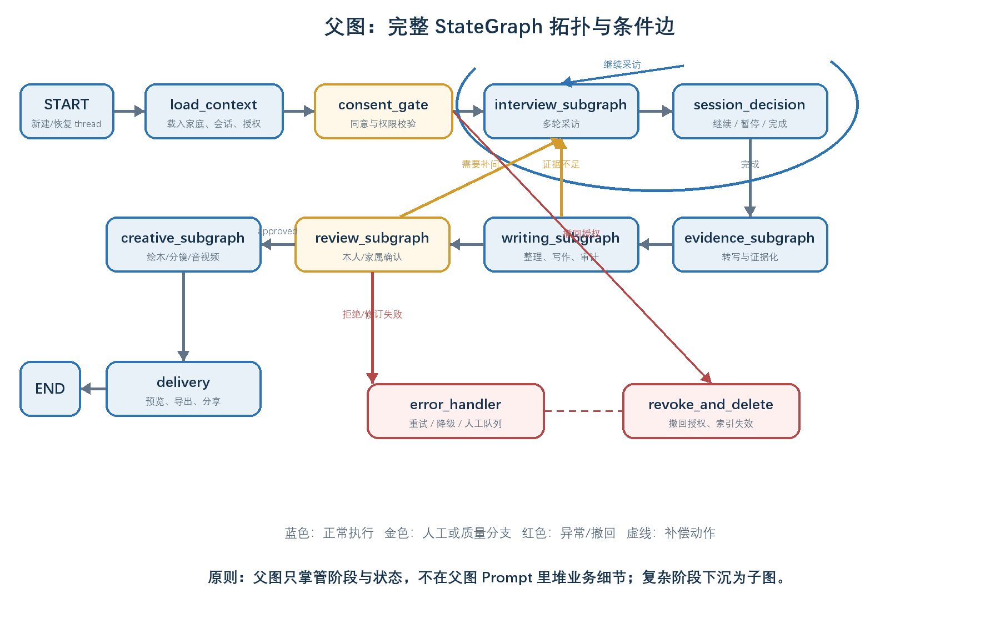 父图：完整 StateGraph 拓扑与条件边
继续采访
START
新建/恢复 thread
load_context
载入家庭、会话、授权
consent_gate
同意与权限校验
interview_subgraph
多轮采访
session_decision
继续 / 暂停 / 完成
需要补问
证据不足
完成
creative_subgraph
绘本/分镜/音视频
approved
review_subgraph
本人/家属确认
撤回授权
writing_subgraph
整理、写作、审计
evidence_subgraph
转写与证据化
拒绝/修订失败
END
delivery
预览、导出、分享
error_handler
重试 / 降级 / 人工队列
revoke_and_delete
撤回授权、索引失效
蓝色：正常执行 金色：人工或质量分支 红色：异常/撤回 虚线：补偿动作
原则：父图只掌管阶段与状态，不在父图 Prompt 里堆业务细节；复杂阶段下沉为子图。